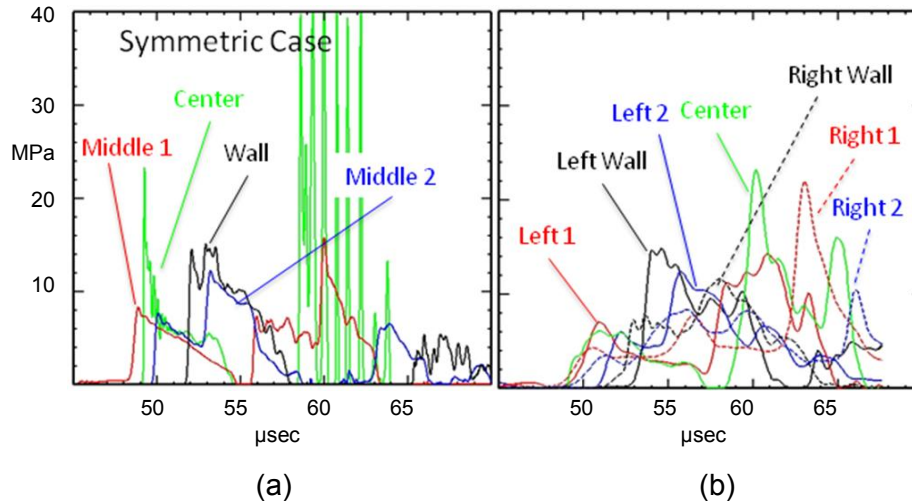 40
30
MPa
20
10
Symmetric Case
Center
Middle 1
Wall
Middle 2
50
55
60
65
µsec
(a)
Right Wall
Left 2
Center
Right 1
Left Wall
Right 2
Left 1
50
55
60
65
µsec
(b)